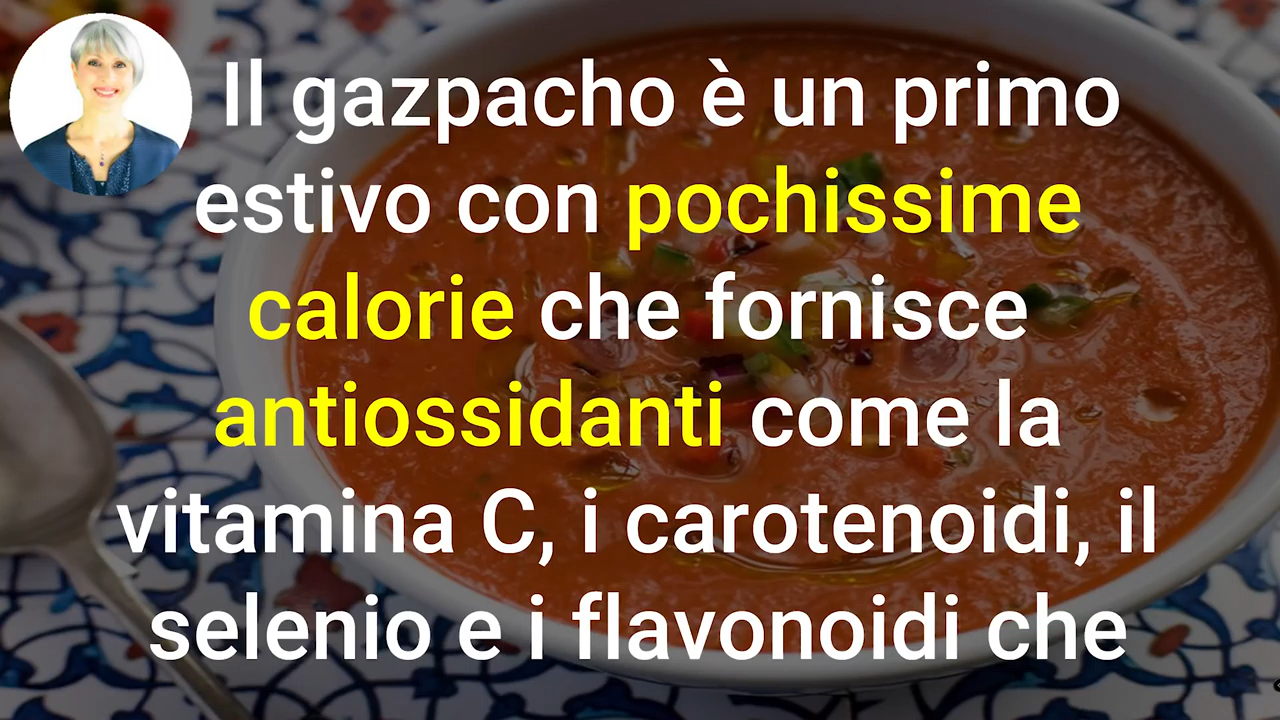 Il gazpacho è un primo
estivo con pochissime
calorie che fornisce
antiossidanti come la
vitamina C, i carotenoidi, il
selenio e i flavonoidi che